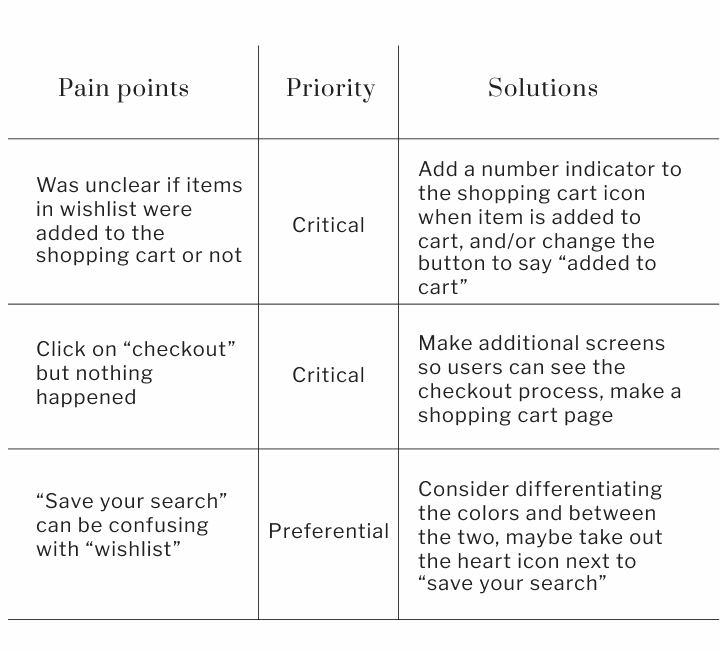 Pain points
Priority
Solutions
Was unclear if items
in wishlist were
added to the
shopping cart or not
Critical
Add a number indicator to
the shopping cart icon
when item is added to
cart, and/or change the
button to say “added to
cart”
Click on “checkout”
but nothing
happened
Critical
Make additional screens
so users can see the
checkout process, make a
shopping cart page
“Save your search”
can be confusing
with “wishlist”
Preferential
Consider differentiating
the colors and between
the two, maybe take out
the heart icon next to
“save your search”